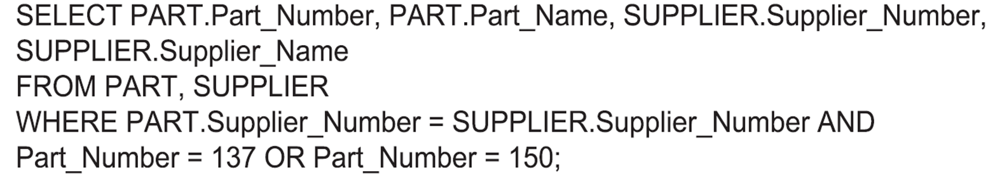 SELECT PART.Part_Number, PART.Part_Name, SUPPLIER.Supplier_Number,
SUPPLIER.Supplier_Name
FROM PART, SUPPLIER
WHERE PART.Supplier_Number = SUPPLIER.Supplier_Number AND
Part_Number = 137 OR Part_Number = 150;